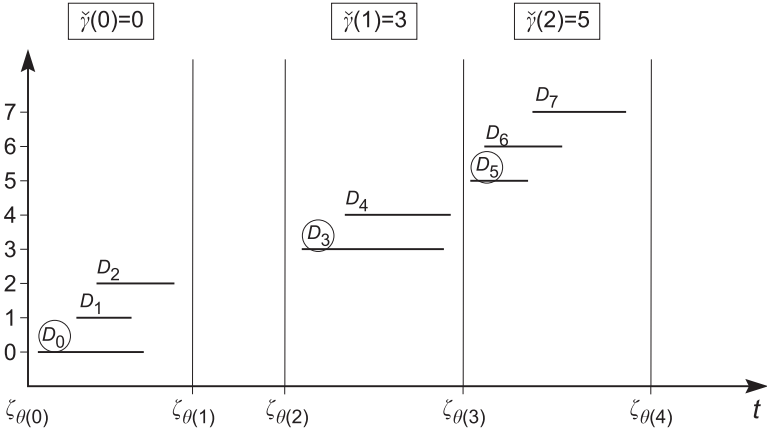 γ̆(0)=0 γ̆(1)=3 γ̆(2)=5
7 D₇
6 D₆
5 D₅
4 D₄
3 D₃
2 D₂
1 D₁
0 D₀
ζθ(0) ζθ(1) ζθ(2) ζθ(3) ζθ(4) t